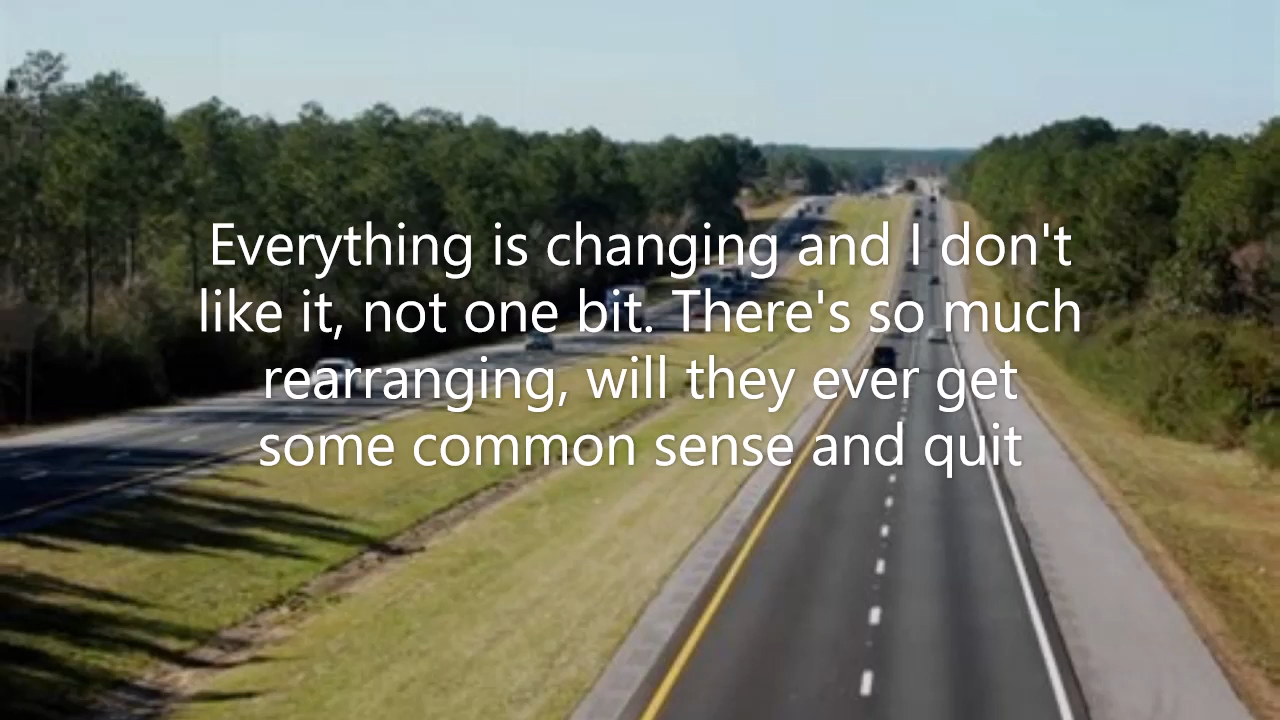 Everything is changing and I don't
like it, not one bit. There's so much
rearranging, will they ever get
some common sense and quit